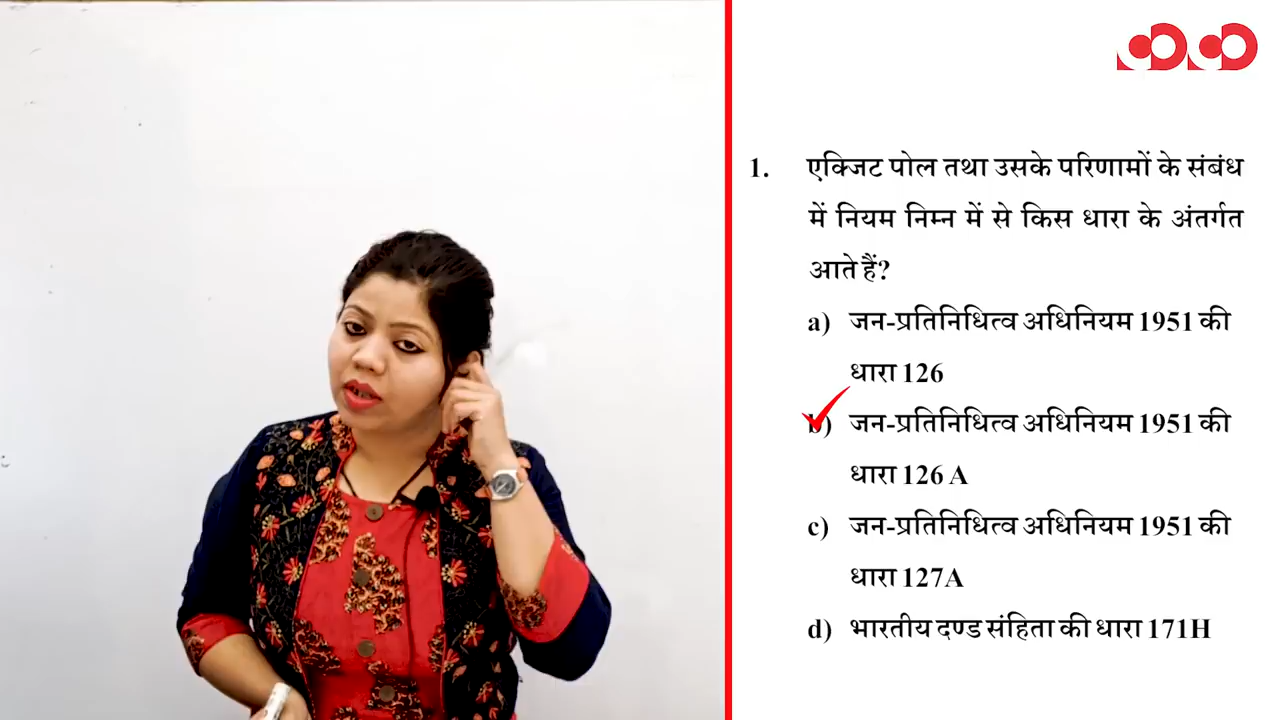 1. एक्जिट पोल तथा उसके परिणामों के संबंध
में नियम निम्न में से किस धारा के अंतर्गत
आते हैं?
a) जन-प्रतिनिधित्व अधिनियम 1951 की
धारा 126
b) जन-प्रतिनिधित्व अधिनियम 1951 की
धारा 126 A
c) जन-प्रतिनिधित्व अधिनियम 1951 की
धारा 127A
d) भारतीय दण्ड संहिता की धारा 171H